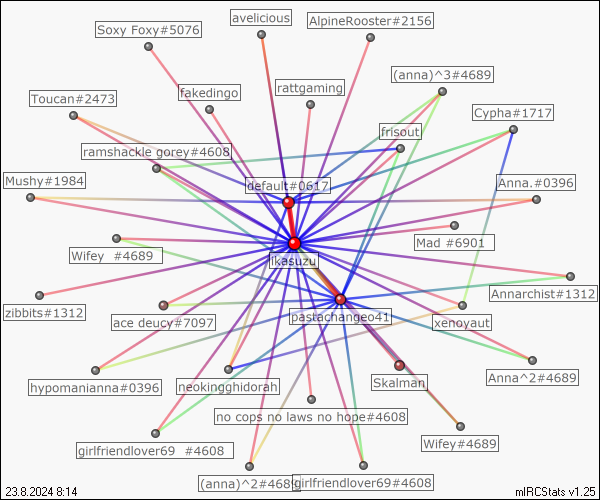 avelicious
AlpineRooster#2156
Soxy Foxy#5076
(anna)^3#4689
rattgaming
fakedingo
Toucan#2473
Cypha#1717
frisout
ramshackle gorey#4608
Mushy#1984
default#0617
Anna.#0396
Mad #6901
Wifey #4689
ikasuzu
Annarchist#1312
zibbits#1312
xenoyaut
pastachangeo41
ace deucy#7097
Anna^2#4689
Skalman
hypomanianna#0396
neokingghidorah
no cops no laws no hope#4608
Wifey#4689
girlfriendlover69 #4608
(anna)^2#4689
girlfriendlover69#4608
23.8.2024 8:14
mIRCStats v1.25